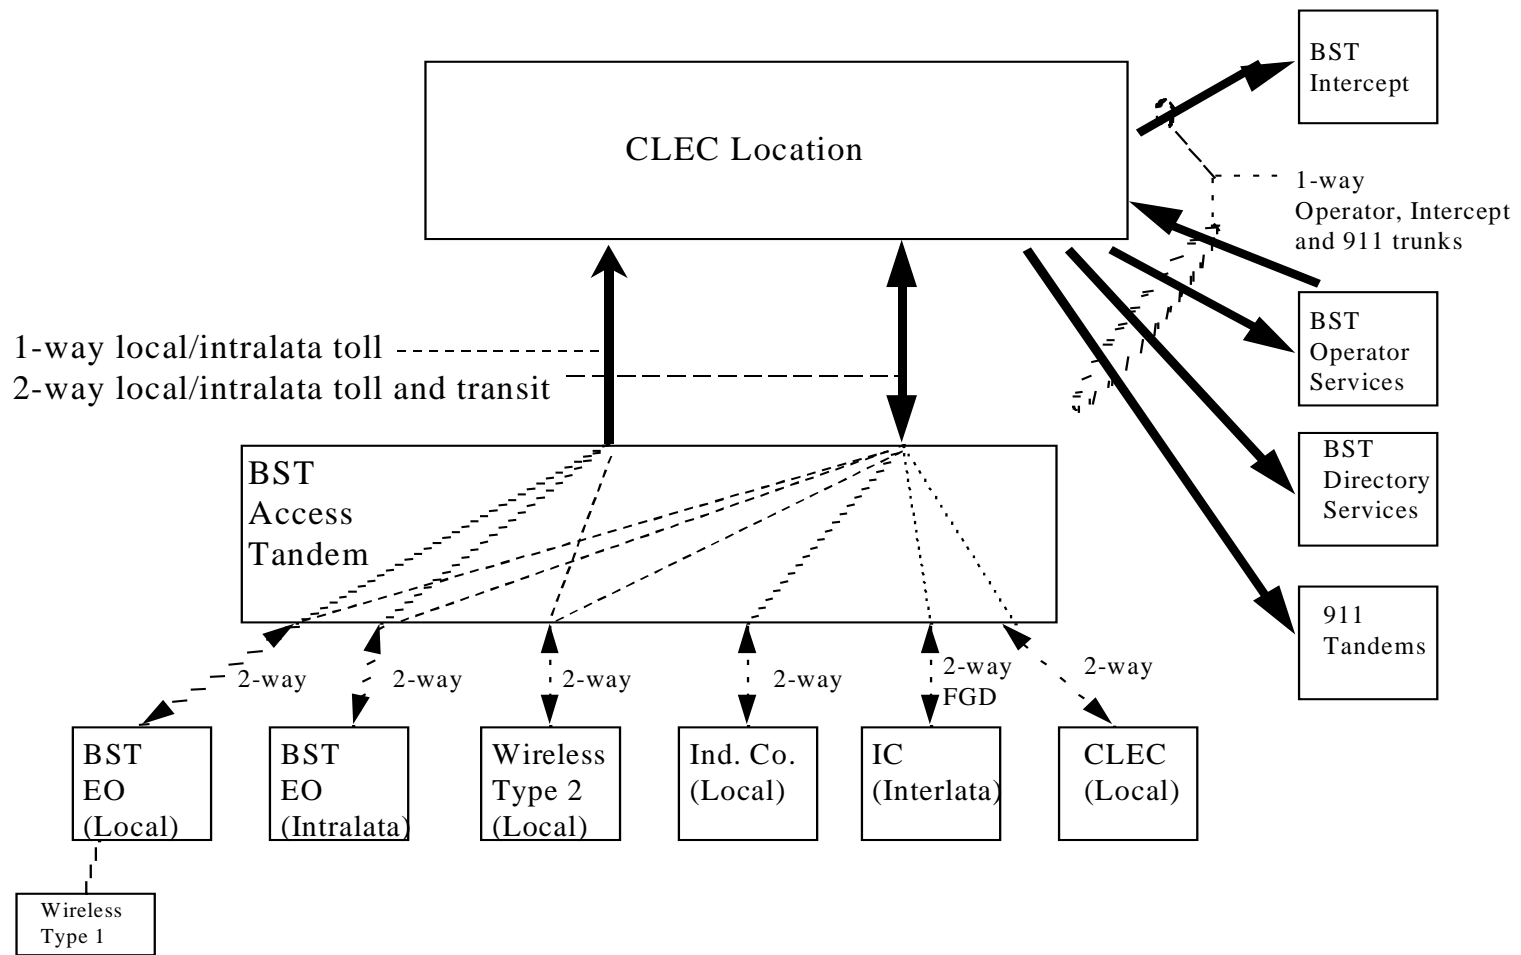 BST
Intercept
CLEC Location
1-way
Operator, Intercept
and 911 trunks
1-way local/intralata toll
2-way local/intralata toll and transit
BST
Operator
Services
BST
Directory
Services
BST
Access
Tandem
911
Tandems
2-way
2-way
2-way
2-way
2-way
FGD
2-way
BST
EO
(Local)
BST
EO
(Intralata)
Wireless
Type 2
(Local)
Ind. Co.
(Local)
IC
(Interlata)
CLEC
(Local)
Wireless
Type 1